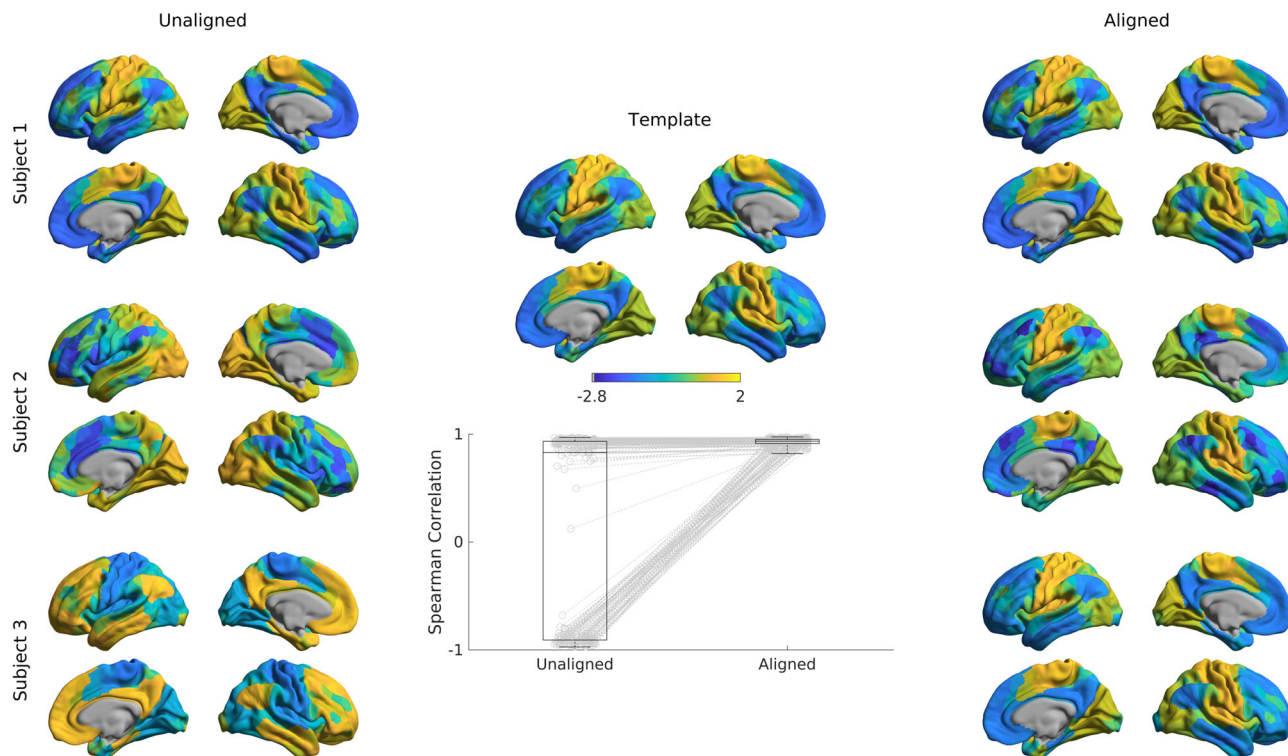 Unaligned
Aligned
Subject 1
Template
-2.8
2
Subject 2
1
0
-1
Spearman Correlation
Unaligned
Aligned
Subject 3